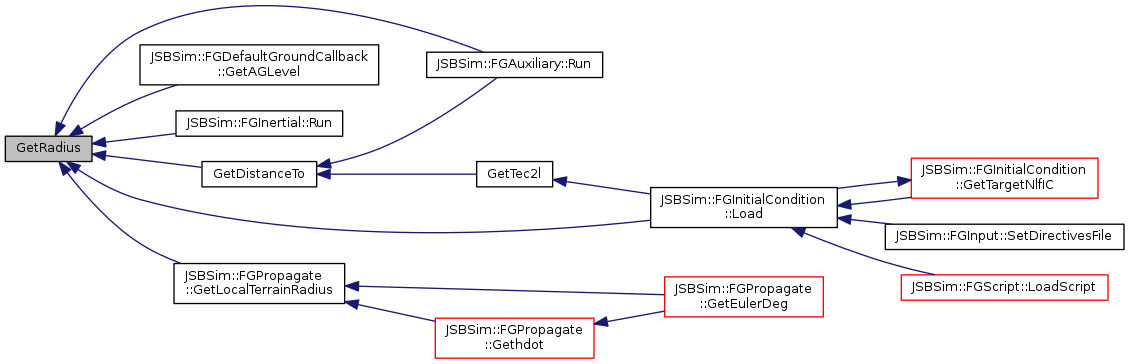 JSBSim::FGDefaultGroundCallback
::GetAGLevel
JSBSim::FGAuxiliary::Run
JSBSim::FGInertial::Run
GetRadius
GetDistanceTo
GetTec2l
JSBSim::FGInitialCondition
::GetTargetNlfIC
JSBSim::FGInitialCondition
::Load
JSBSim::FGInput::SetDirectivesFile
JSBSim::FGScript::LoadScript
JSBSim::FGPropagate
::GetLocalTerrainRadius
JSBSim::FGPropagate
::GetEulerDeg
JSBSim::FGPropagate
::Gethdot